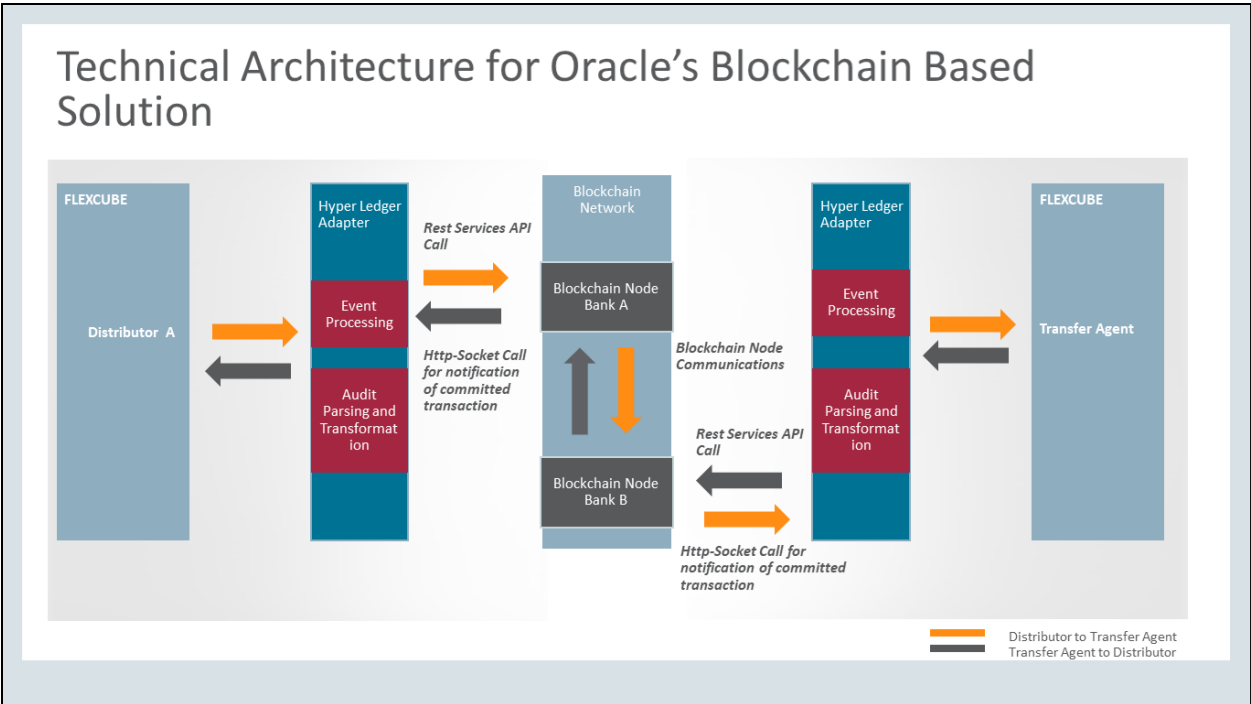 Technical Architecture for Oracle's Blockchain Based
Solution
FLEXCUBE
Distributor A
Hyper Ledger
Adapter
Event
Processing
Audit
Parsing and
Transformat
ion
Rest Services API
Call
Http-Socket Call
for notification
of committed
transaction
Blockchain
Network
Blockchain Node
Bank A
Blockchain Node
Communications
Blockchain Node
Bank B
Rest Services API
Call
Http-Socket Call for
notification of committed
transaction
Hyper Ledger
Adapter
Event
Processing
Audit
Parsing and
Transformat
ion
FLEXCUBE
Transfer Agent
Distributor to Transfer Agent
Transfer Agent to Distributor